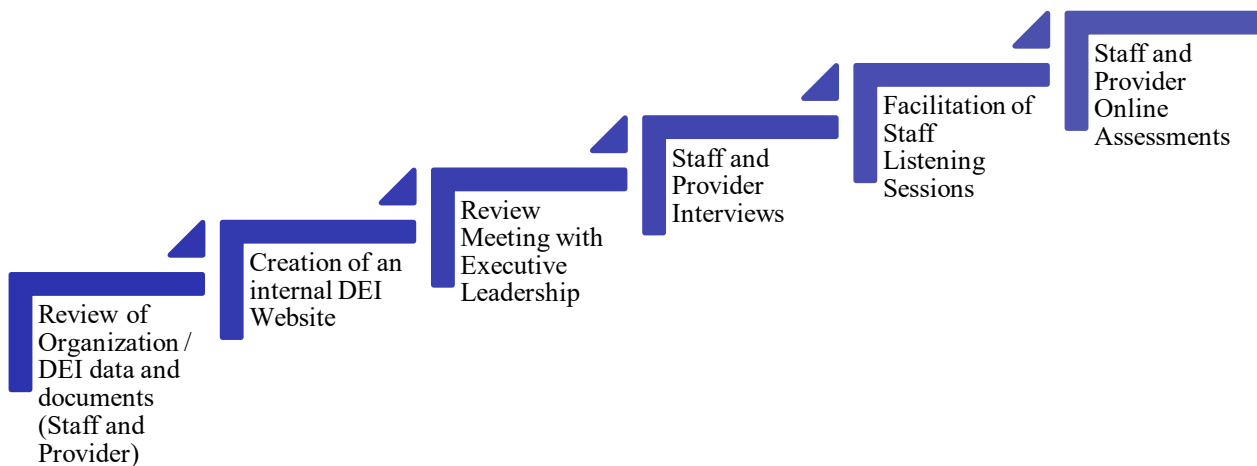 Review of
Organization /
DEI data and
documents
(Staff and
Provider)
Creation of an
internal DEI
Website
Review
Meeting with
Executive
Leadership
Staff and
Provider
Interviews
Facilitation of
Staff
Listening
Sessions
Staff and
Provider
Online
Assessments